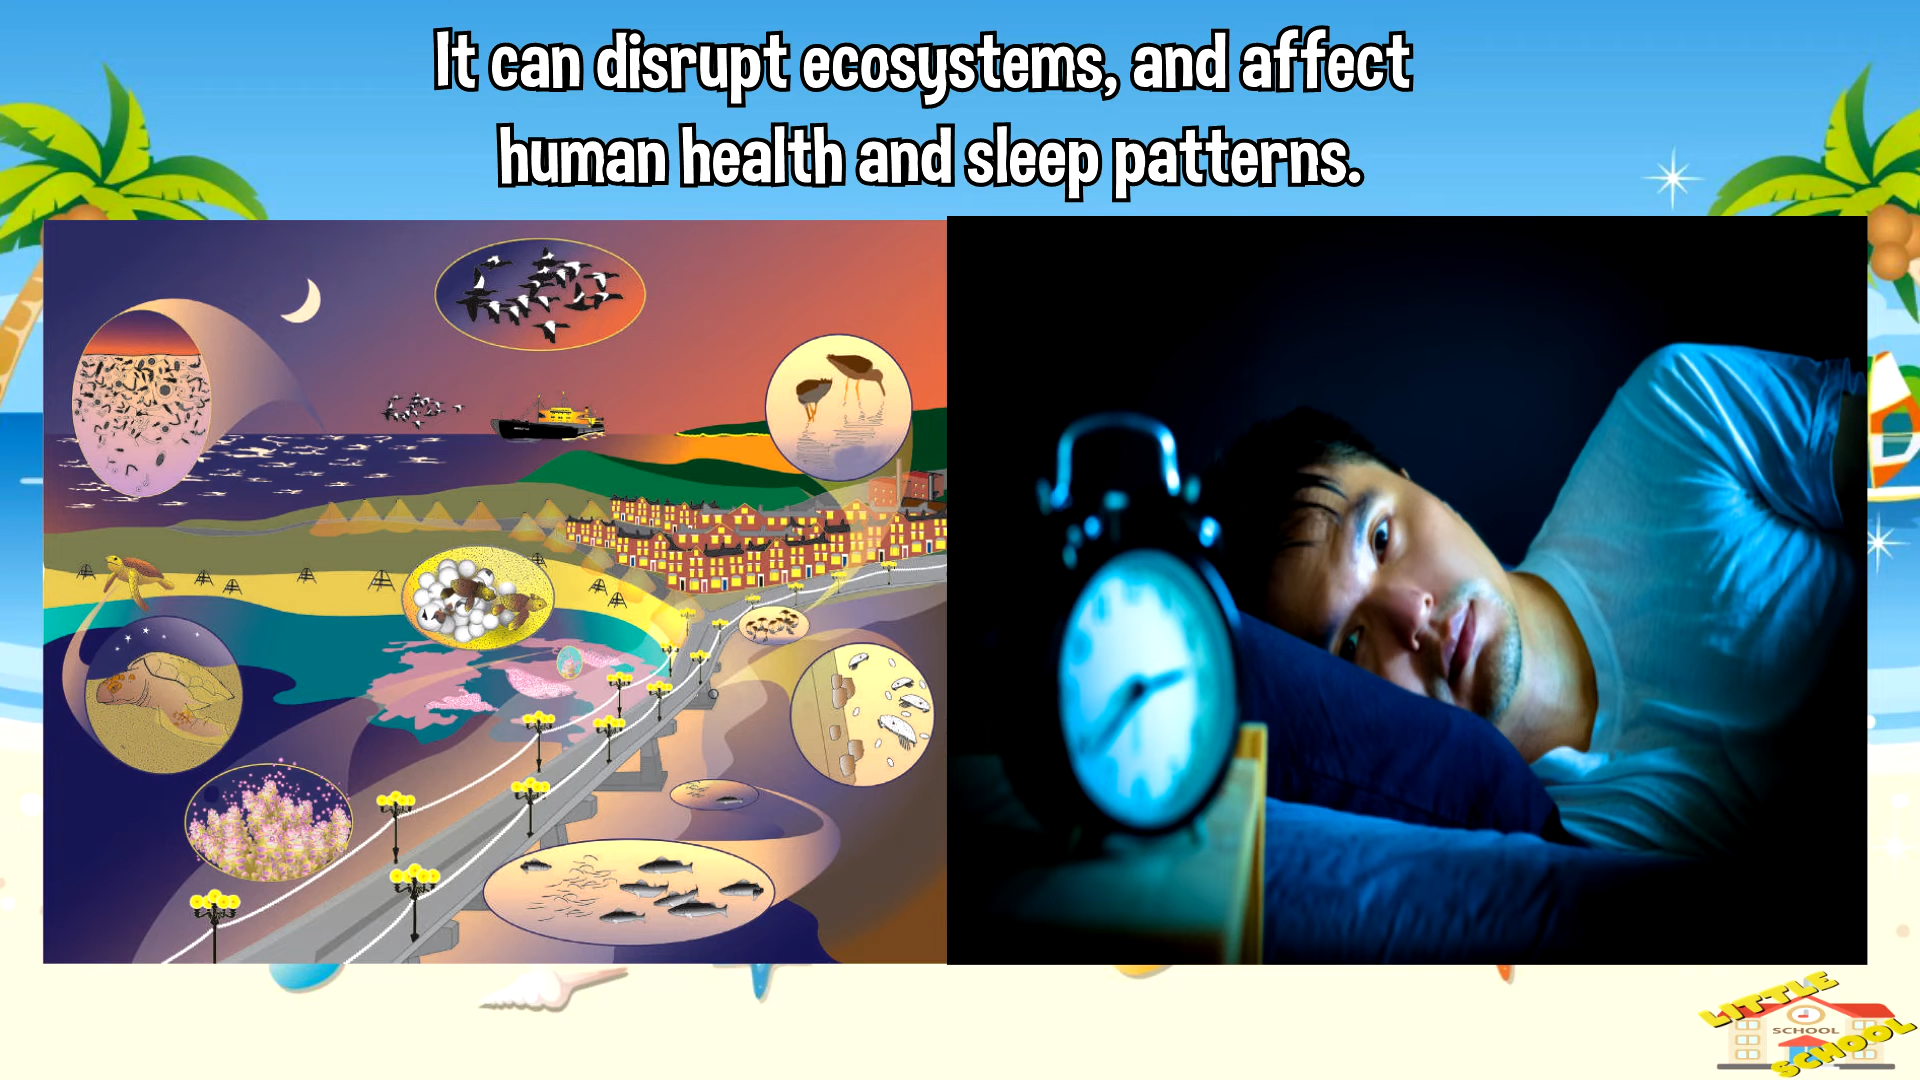 It can disrupt ecosystems, and affect
human health and sleep patterns.
LITTLE
SCHOOL
SCHOOL